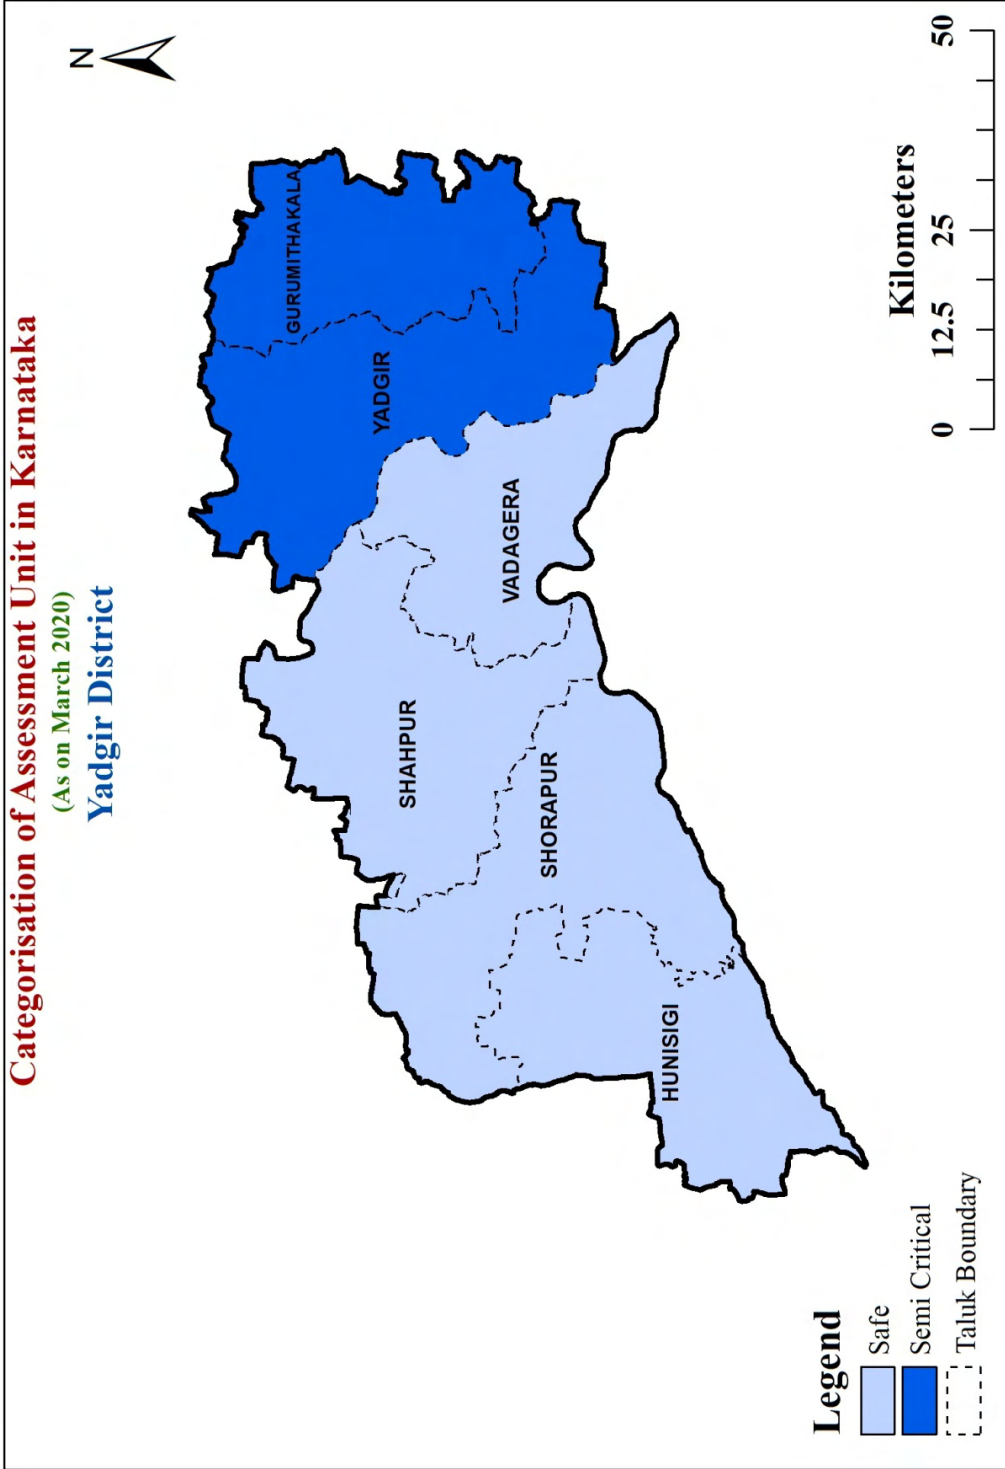 Categorisation of Assessment Unit in Karnataka
(As on March 2020)
Yadgir District
N
GURUMITHAKALA
YADGIR
VADAGERA
SHAHPUR
SHORAPUR
HUNISIGI
Legend
Safe
Semi Critical
Taluk Boundary
Kilometers
0 12.5 25 50